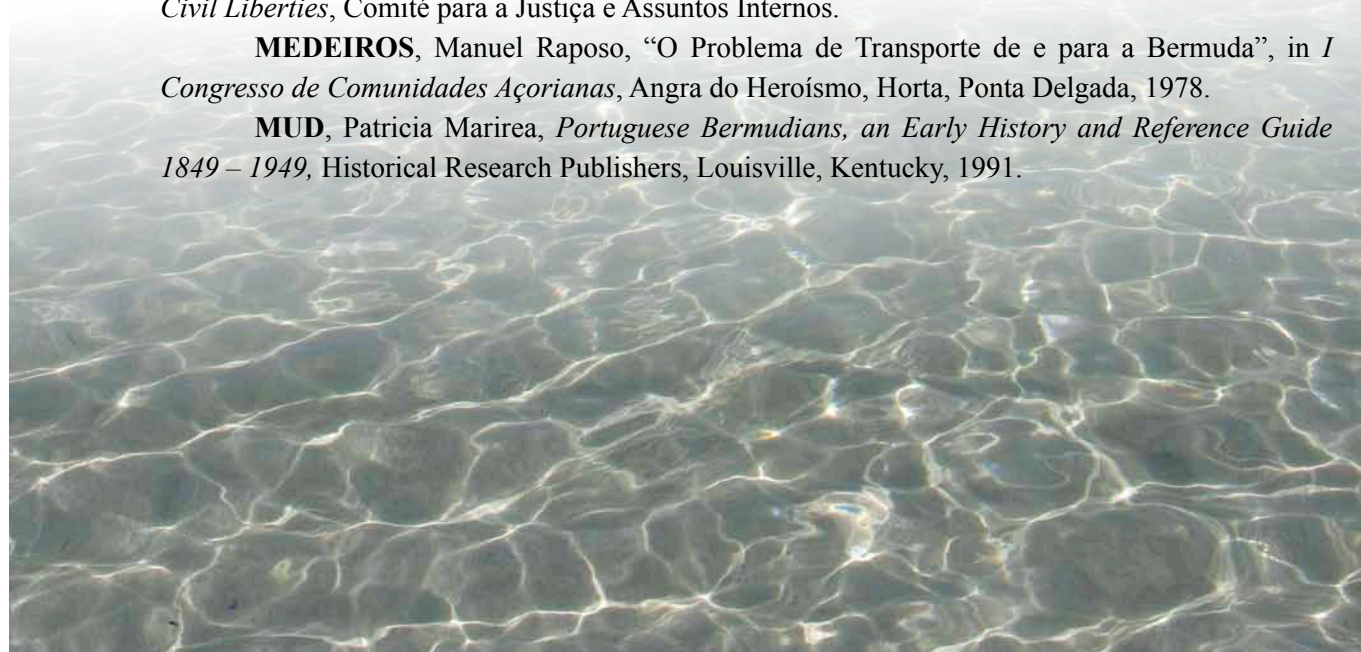 Civil Liberties, Comité para a Justiça e Assuntos Internos.
MEDEIROS, Manuel Raposo, “O Problema de Transporte de e para a Bermuda”, in I
Congresso de Comunidades Açorianas, Angra do Heroísmo, Horta, Ponta Delgada, 1978.
MUD, Patricia Marirea, Portuguese Bermudians, an Early History and Reference Guide
1849 – 1949, Historical Research Publishers, Louisville, Kentucky, 1991.